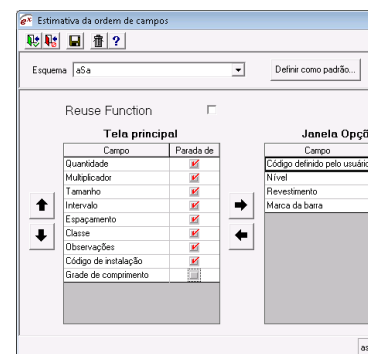 Estimativa da ordem de campos
Esquema aSa Definir como padrão...
Reuse Function
Tela principal
Campo Parada de
Quantidade
Multiplicador
Tamanho
Intervalo
Espaçamento
Classe
Observações
Código de instalação
Grade de comprimento
Janela Opçõ
Campo
Código definido pelo usuário
Nível
Revestimento
Marca da barra
as